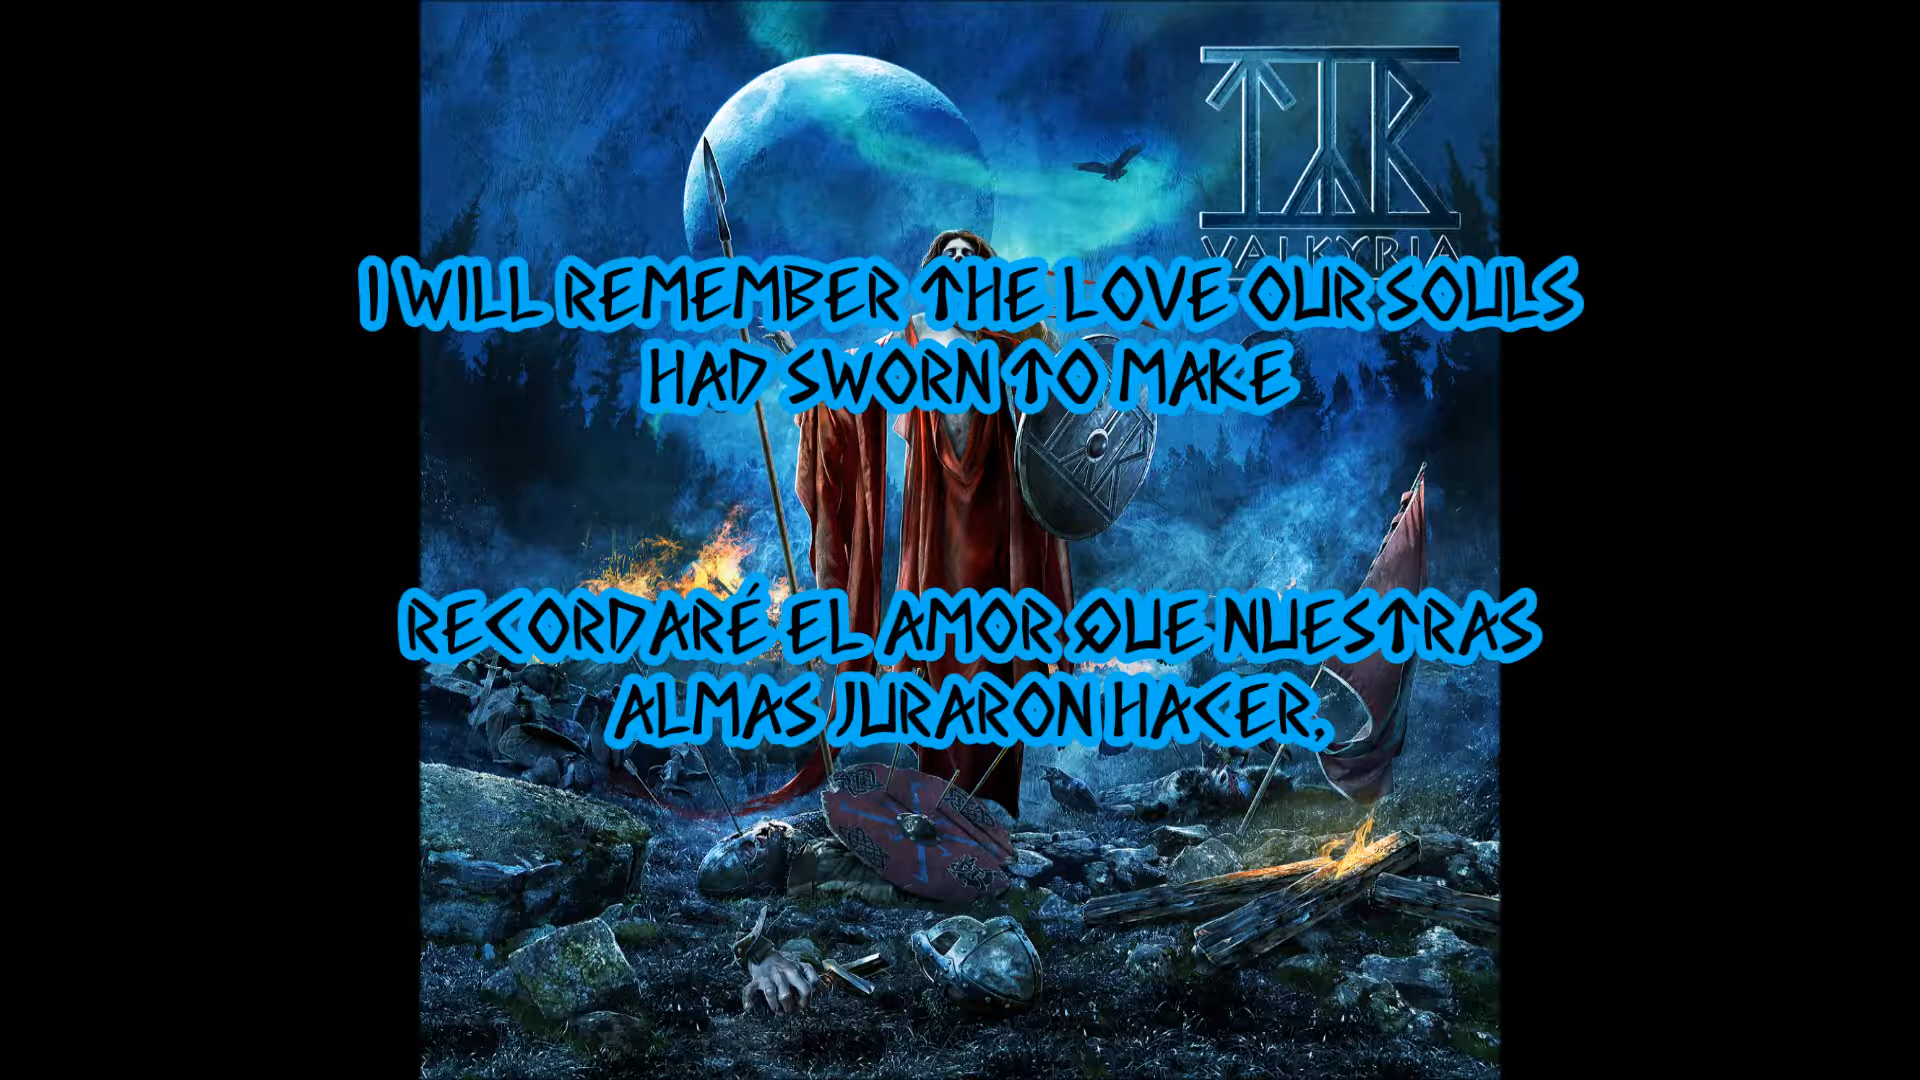 TÝR
VALKYRJA
I WILL REMEMBER THE LOVE OUR SOULS
HAD SWORN TO MAKE
RECORDARÉ EL AMOR QUE NUESTRAS
ALMAS JURARON HACER,